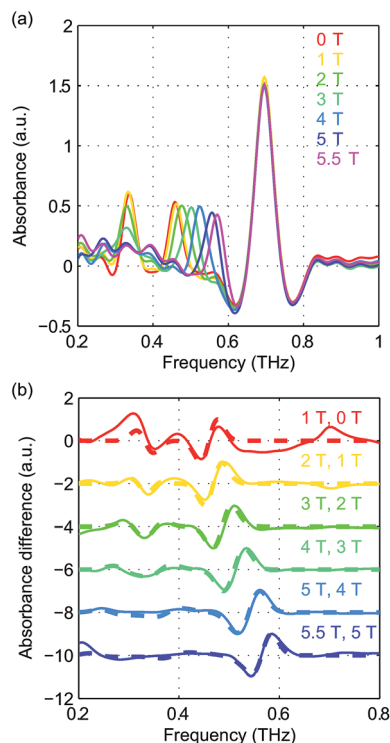 (a)
2
1.5
1
0.5
0
−0.5
Absorbance (a.u.)
0 T
1 T
2 T
3 T
4 T
5 T
5.5 T
0.2 0.4 0.6 0.8 1
Frequency (THz)
(b)
2
0
−2
−4
−6
−8
−10
−12
Absorbance difference (a.u.)
1 T, 0 T
2 T, 1 T
3 T, 2 T
4 T, 3 T
5 T, 4 T
5.5 T, 5 T
0.2 0.4 0.6 0.8
Frequency (THz)